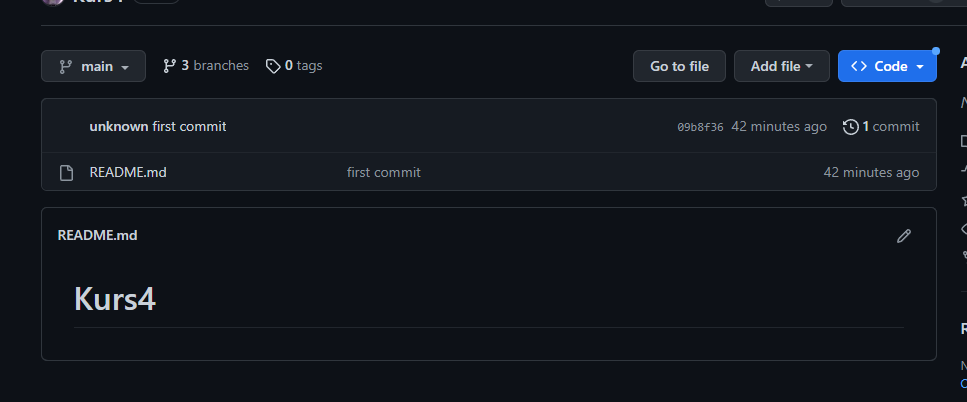 main 3 branches 0 tags Go to file Add file Code
unknown first commit 09b8f36 42 minutes ago 1 commit
README.md first commit 42 minutes ago
README.md
Kurs4